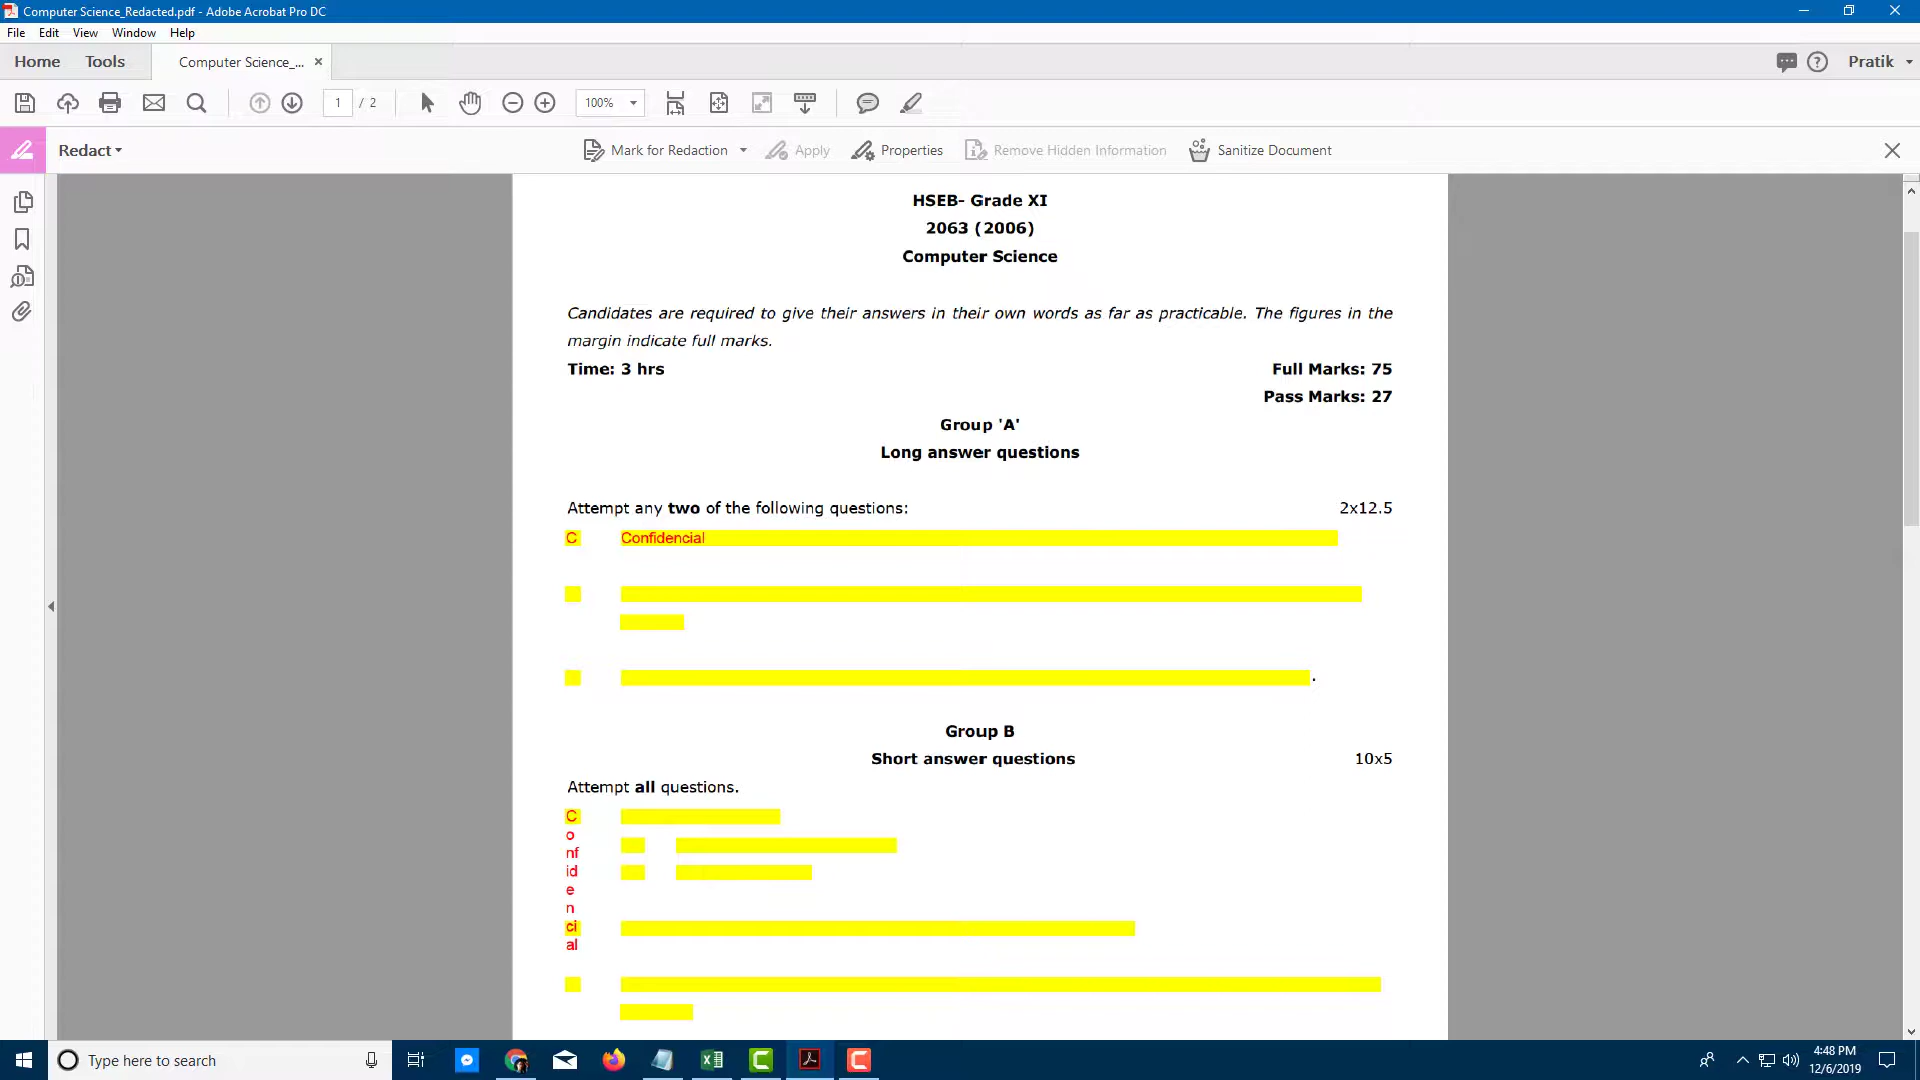 Computer Science_Redacted.pdf - Adobe Acrobat Pro DC
File Edit View Window Help
Home Tools Computer Science_... × Pratik
1 / 2 100%
Redact Mark for Redaction Apply Properties Remove Hidden Information Sanitize Document
HSEB- Grade XI
2063 (2006)
Computer Science
Candidates are required to give their answers in their own words as far as practicable. The figures in the
margin indicate full marks.
Time: 3 hrs Full Marks: 75
Pass Marks: 27
Group 'A'
Long answer questions
Attempt any two of the following questions: 2x12.5
C Confidencial
.
Group B
Short answer questions 10x5
Attempt all questions.
C
o
nf
id
e
n
ci
al
Type here to search
4:48 PM
12/6/2019